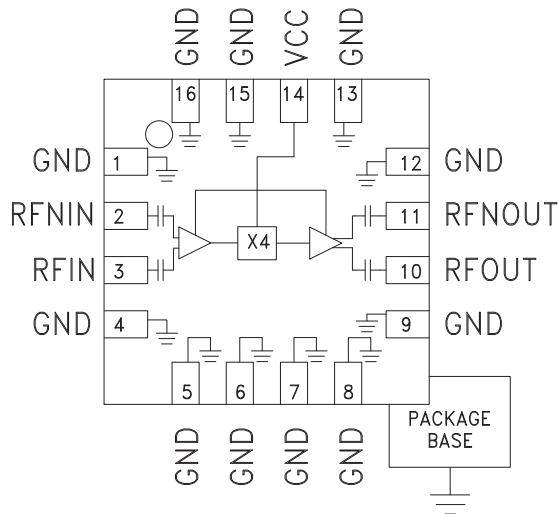 GND GND VCC GND
16 15 14 13
GND 1 12 GND
RFNIN 2 11 RFNOUT
X4
RFIN 3 10 RFOUT
GND 4 9 GND
5 6 7 8
GND GND GND GND
PACKAGE
BASE